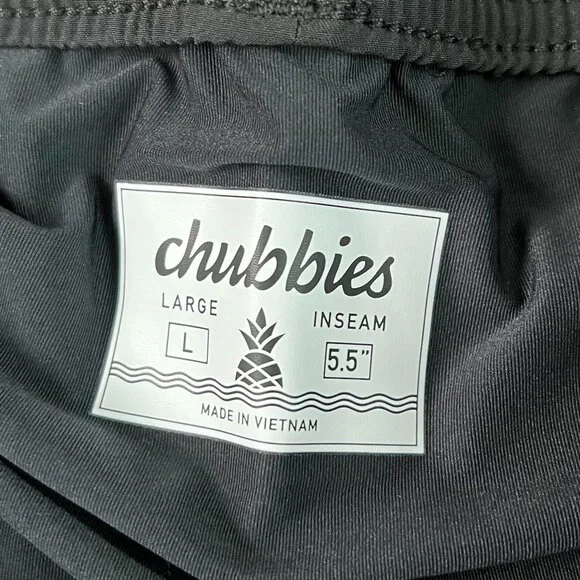 chubbies
LARGE INSEAM
L 5.5"
MADE IN VIETNAM